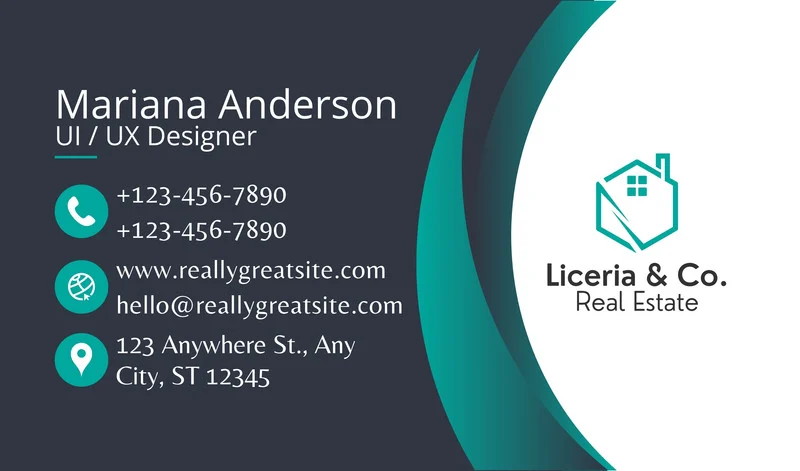 Mariana Anderson
UI / UX Designer
+123-456-7890
+123-456-7890
www.reallygreatsite.com
hello@reallygreatsite.com
123 Anywhere St., Any
City, ST 12345
Liceria & Co.
Real Estate